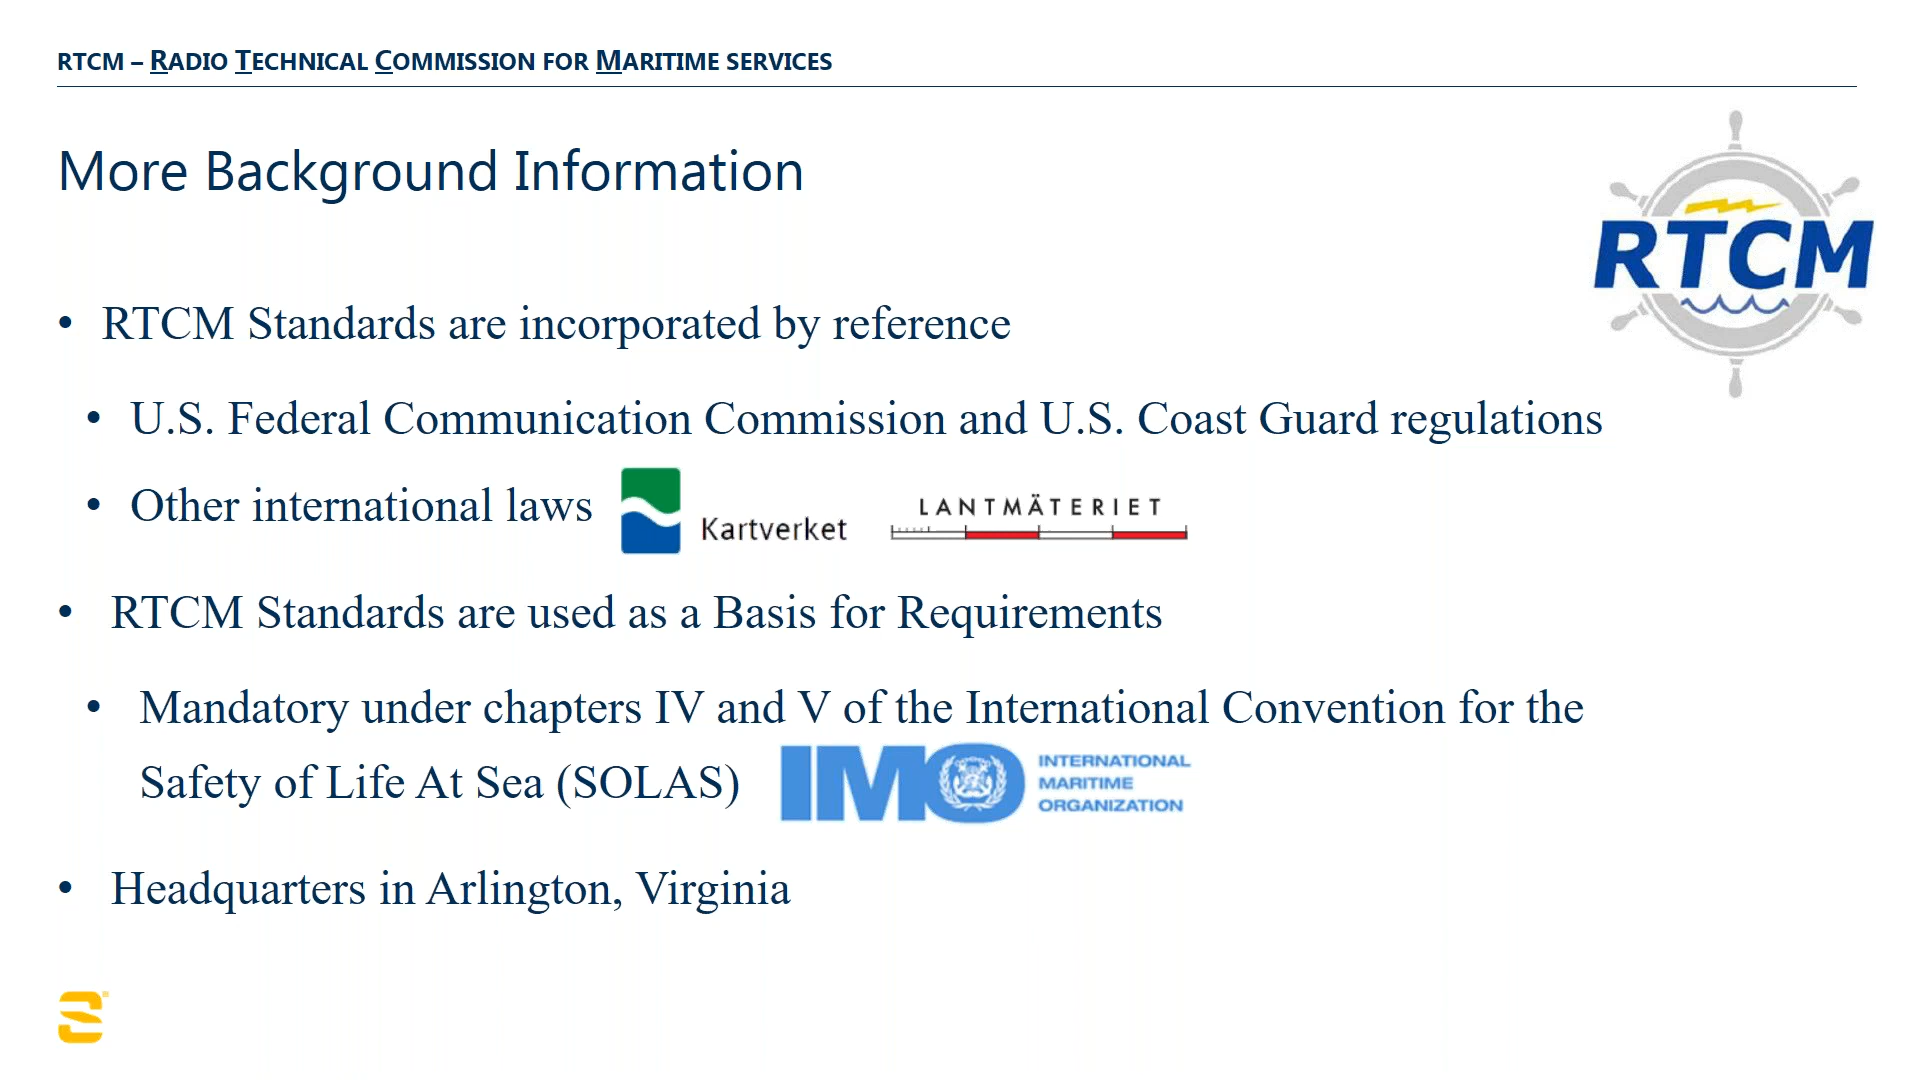 RTCM – RADIO TECHNICAL COMMISSION FOR MARITIME SERVICES
More Background Information
RTCM
• RTCM Standards are incorporated by reference
• U.S. Federal Communication Commission and U.S. Coast Guard regulations
• Other international laws
Kartverket
LANTMÄTERIET
• RTCM Standards are used as a Basis for Requirements
• Mandatory under chapters IV and V of the International Convention for the
Safety of Life At Sea (SOLAS)
IMO
INTERNATIONAL
MARITIME
ORGANIZATION
• Headquarters in Arlington, Virginia